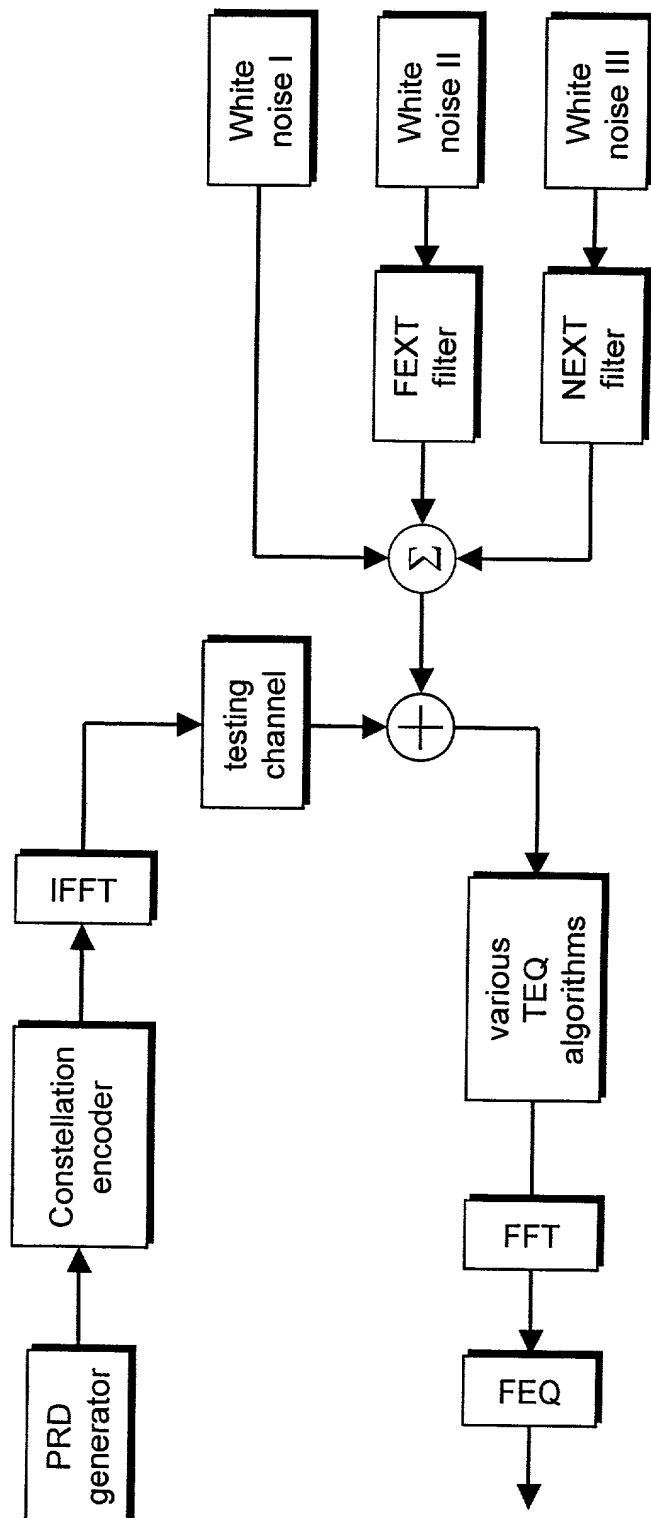 PRD
generator
Constellation
encoder
IFFT
testing
channel
White
noise I
White
noise II
White
noise III
FEXT
filter
NEXT
filter
Σ
+
various
TEQ
algorithms
FFT
FEQ